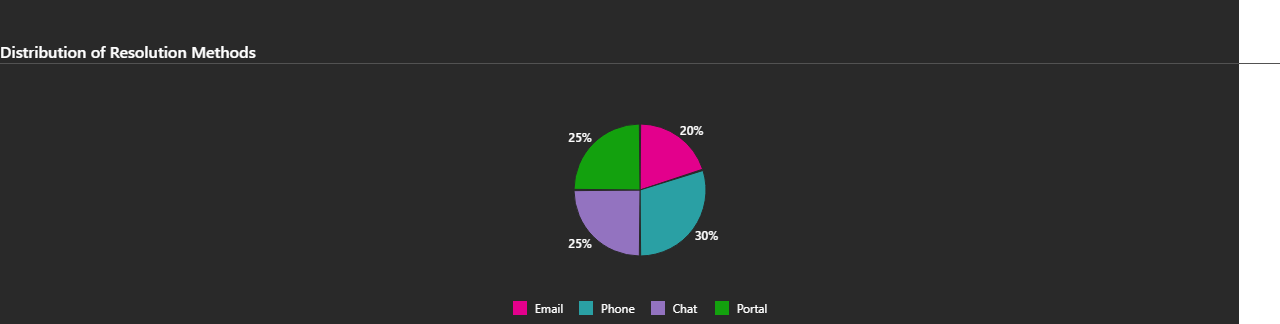 Distribution of Resolution Methods
25%
20%
25%
30%
Email
Phone
Chat
Portal